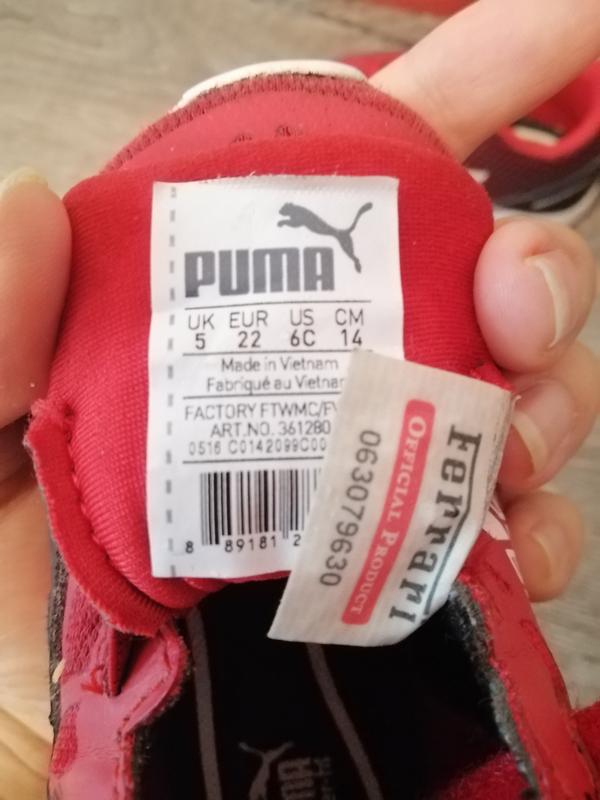 PUMA
UK EUR US CM
5 22 6C 14
Made in Vietnam
Fabriqué au Vietnam
FACTORY FTWMC/
ART.NO. 361280
0516 C0142099C00
8 89181 2
Ferrari
OFFICIAL PRODUCT
063079630